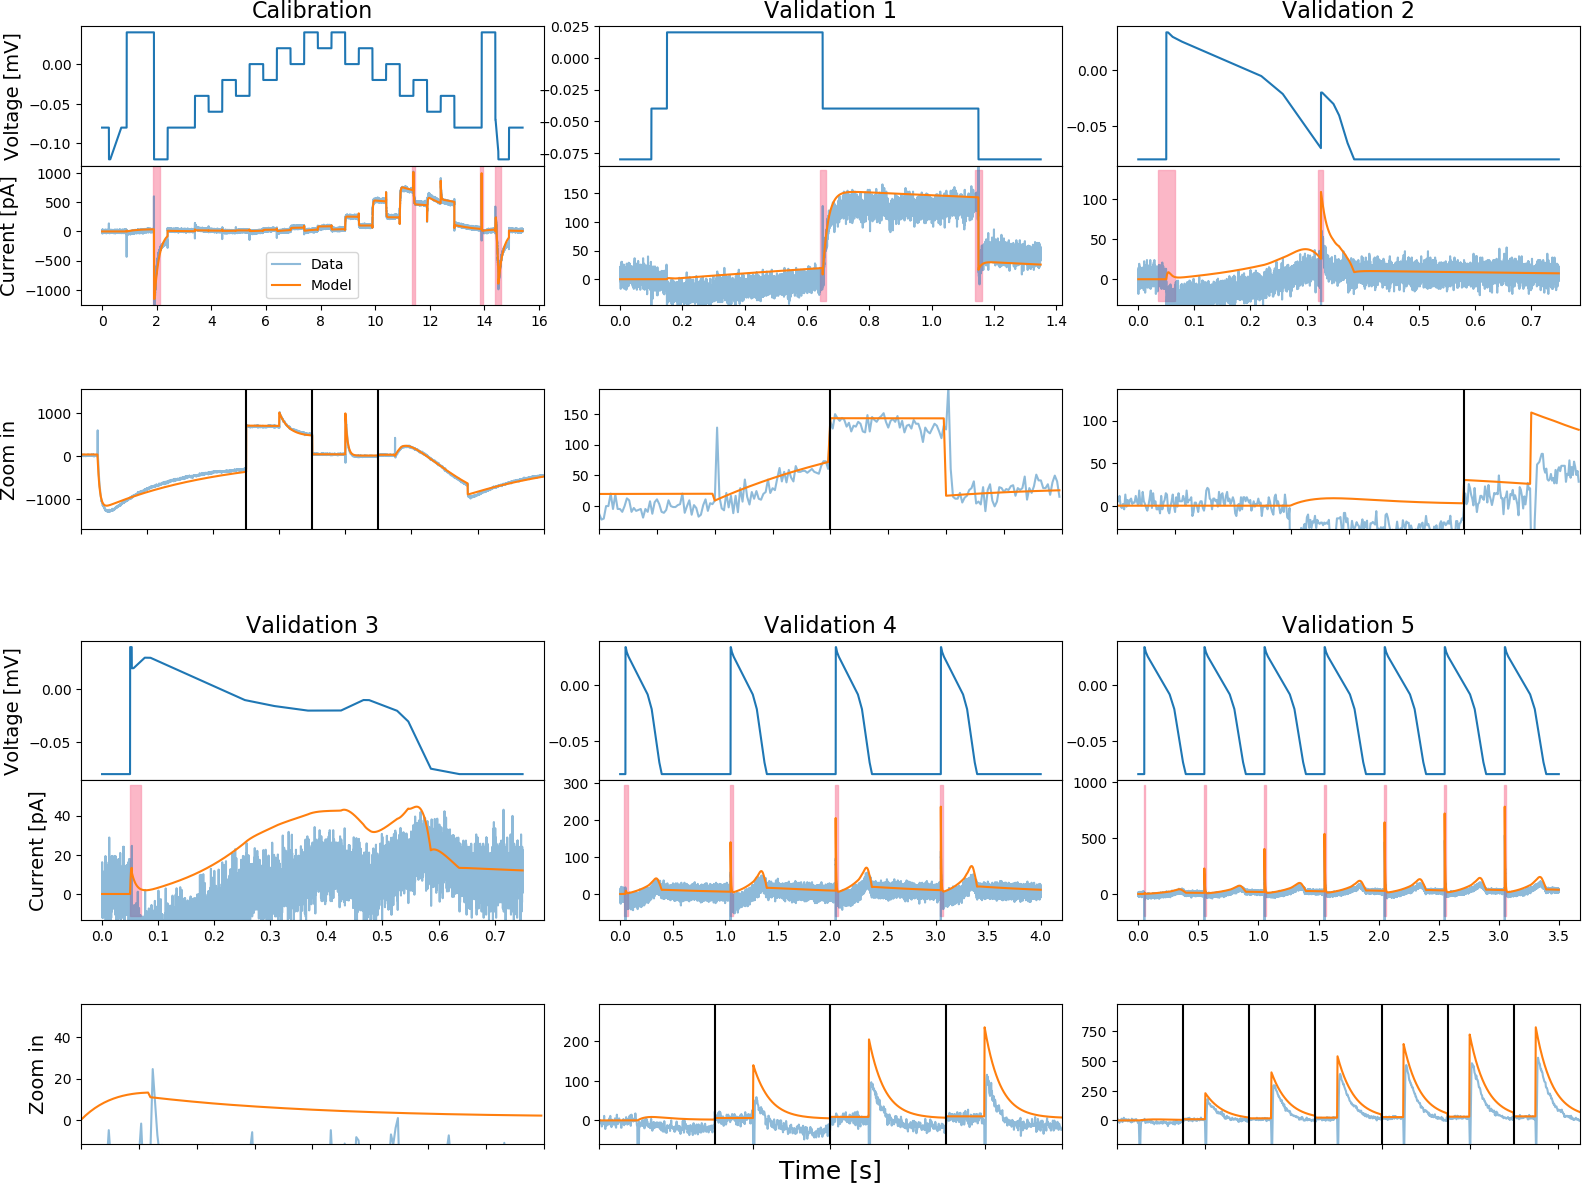 Calibration
Validation 1
Validation 2
Voltage [mV]
0.00
−0.05
−0.10
0.025
0.000
−0.025
−0.050
−0.075
0.00
−0.05
Current [pA]
1000
500
0
−500
−1000
Data
Model
150
100
50
0
100
50
0
0 2 4 6 8 10 12 14 16
0.0 0.2 0.4 0.6 0.8 1.0 1.2 1.4
0.0 0.1 0.2 0.3 0.4 0.5 0.6 0.7
Zoom in
1000
0
−1000
150
100
50
0
100
50
0
Validation 3
Validation 4
Validation 5
Voltage [mV]
0.00
−0.05
0.00
−0.05
0.00
−0.05
Current [pA]
40
20
0
300
200
100
0
1000
500
0
0.0 0.1 0.2 0.3 0.4 0.5 0.6 0.7
0.0 0.5 1.0 1.5 2.0 2.5 3.0 3.5 4.0
0.0 0.5 1.0 1.5 2.0 2.5 3.0 3.5
Zoom in
40
20
0
200
100
0
750
500
250
0
Time [s]